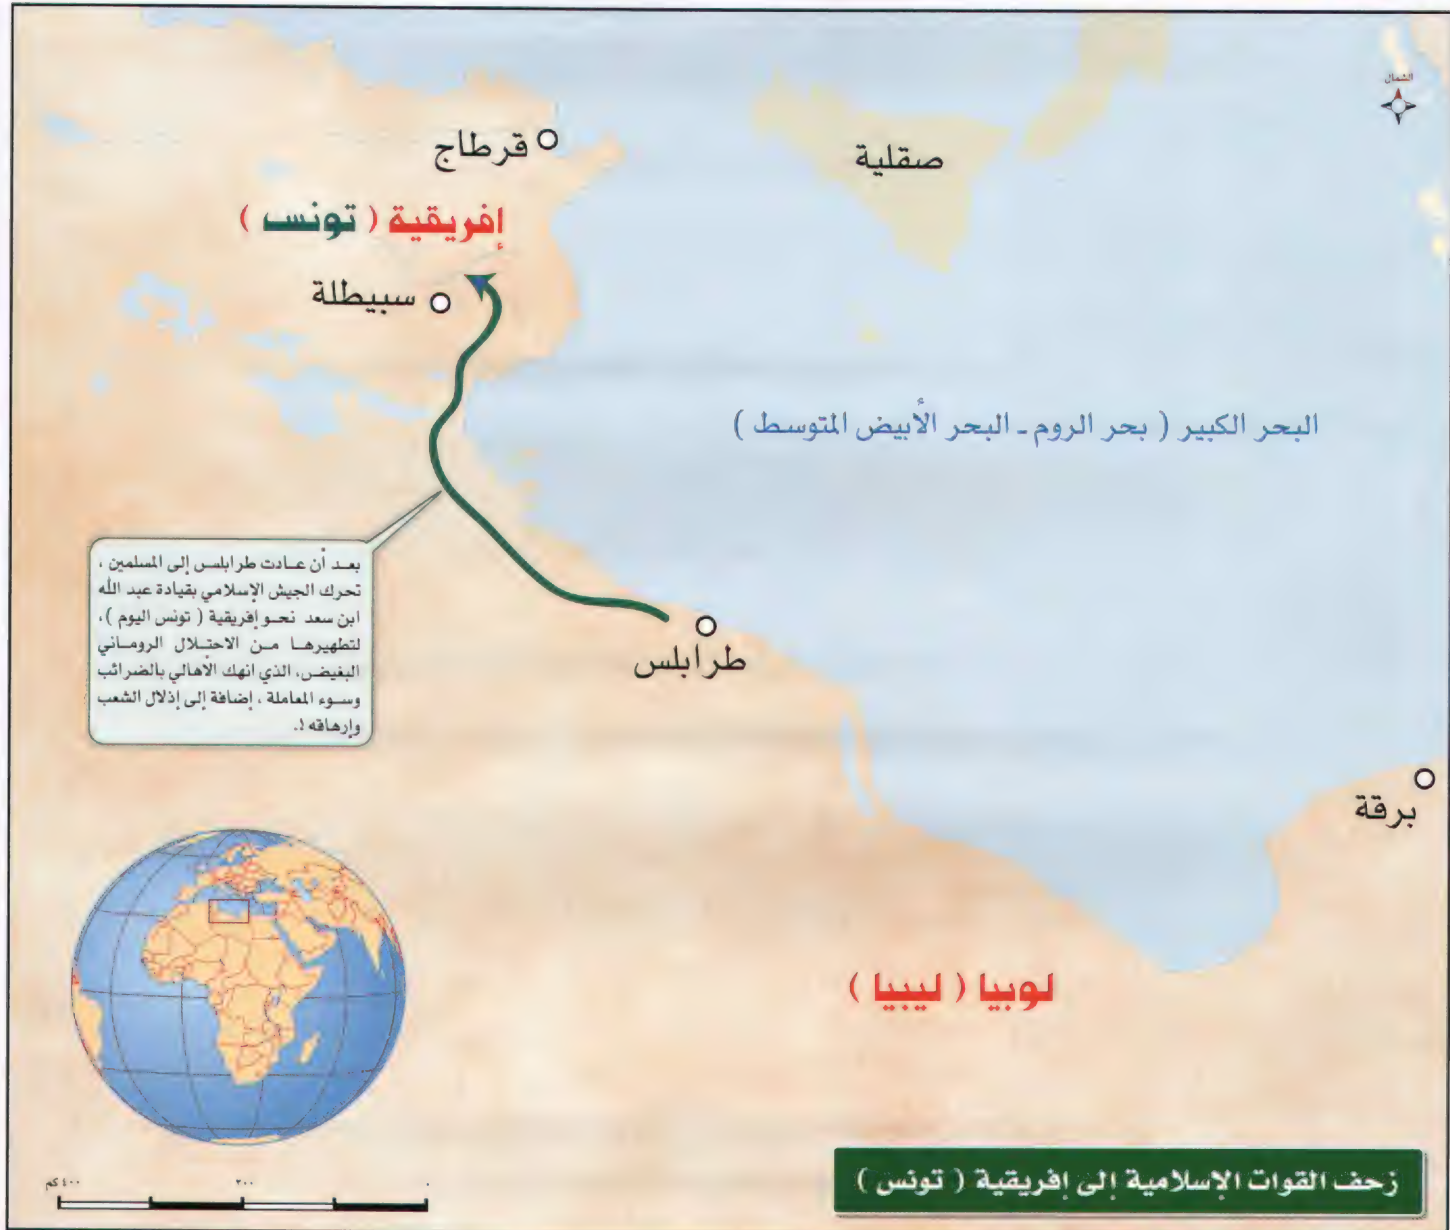 الشمال
قرطاج
صقلية
إفريقية ( تونس )
سبيطلة
البحر الكبير ( بحر الروم ـ البحر الأبيض المتوسط )
بعد أن عادت طرابلس إلى المسلمين ،
تحرك الجيش الإسلامي بقيادة عبد الله
ابن سعد نحو إفريقية ( تونس اليوم ) ،
لتطهيرها من الاحتلال الروماني
البغيض، الذي انهك الأهالي بالضرائب
وسوء المعاملة ، إضافة إلى إذلال الشعب
وإرهاقه !.
طرابلس
برقة
لوبيا ( ليبيا )
٠ ٢٠٠ ٤٠٠ كم
زحف القوات الإسلامية إلى إفريقية ( تونس )